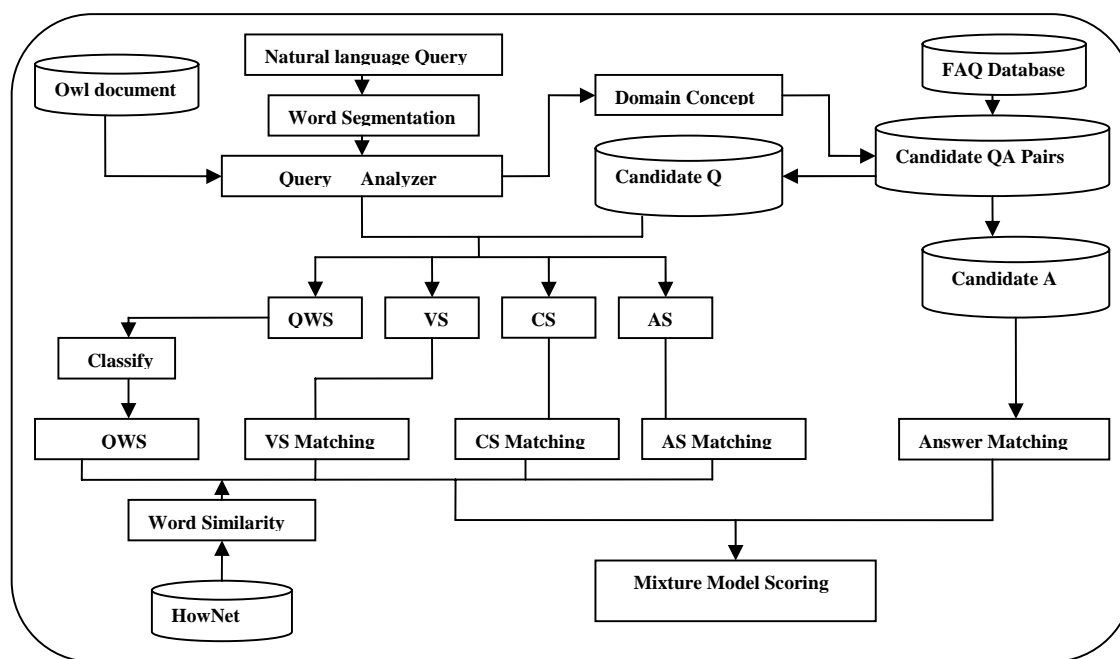 Natural language Query
FAQ Database
Owl document
Domain Concept
Word Segmentation
Candidate QA Pairs
Query Analyzer
Candidate Q
Candidate A
QWS
VS
CS
AS
Classify
QWS
VS Matching
CS Matching
AS Matching
Answer Matching
Word Similarity
Mixture Model Scoring
HowNet